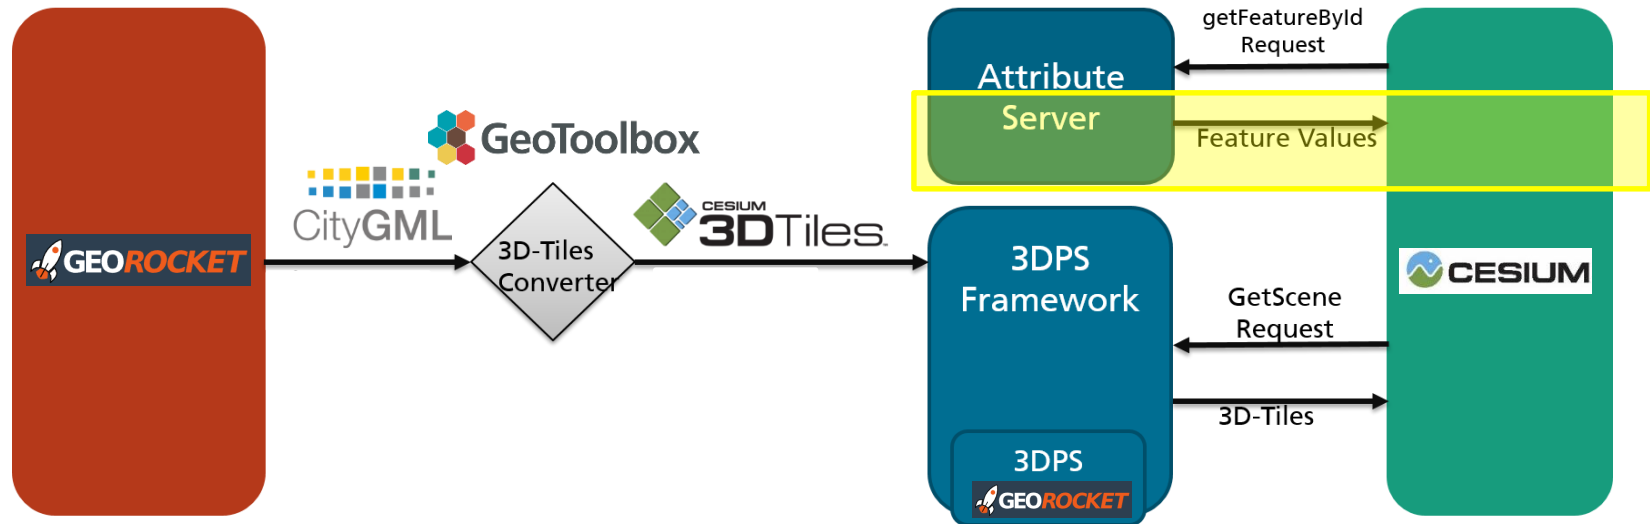 GEOROCKET
CityGML
GeoToolbox
3D-Tiles
Converter
CESIUM
3DTiles
Attribute
Server
getFeatureById
Request
Feature Values
3DPS
Framework
GetScene
Request
3D-Tiles
3DPS
GEOROCKET
CESIUM